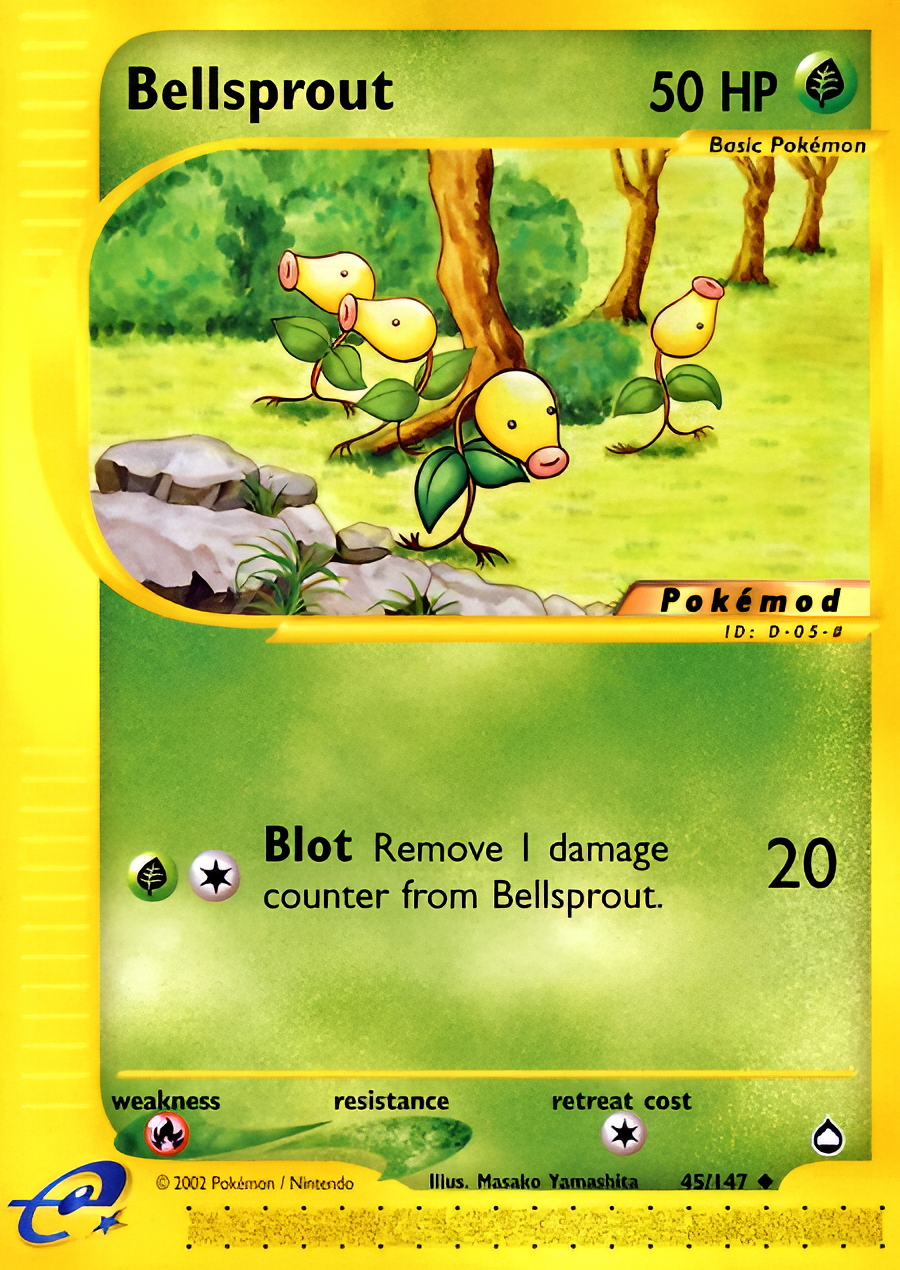 Bellsprout 50 HP
Basic Pokémon
Pokémod
ID: D-05-#
Blot Remove 1 damage 20
counter from Bellsprout.
weakness resistance retreat cost
© 2002 Pokémon / Nintendo Illus. Masako Yamashita 45/147